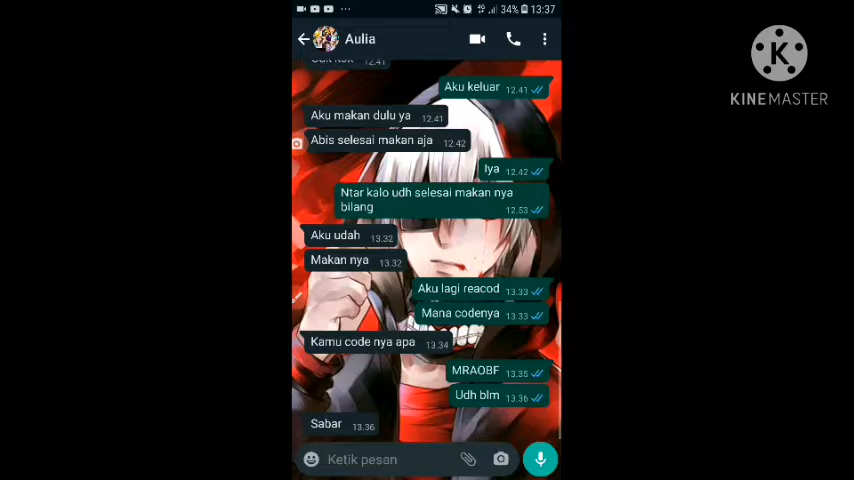 34% 13:37
Aulia
12.41
Aku keluar 12.41
Aku makan dulu ya 12.41
Abis selesai makan aja 12.42
Iya 12.42
Ntar kalo udh selesai makan nya
bilang 12.53
Aku udah 13.32
Makan nya 13.32
Aku lagi reacod 13.33
Mana codenya 13.33
Kamu code nya apa 13.34
MRAOBF 13.35
Udh blm 13.36
Sabar 13.36
Ketik pesan
K
KINEMASTER